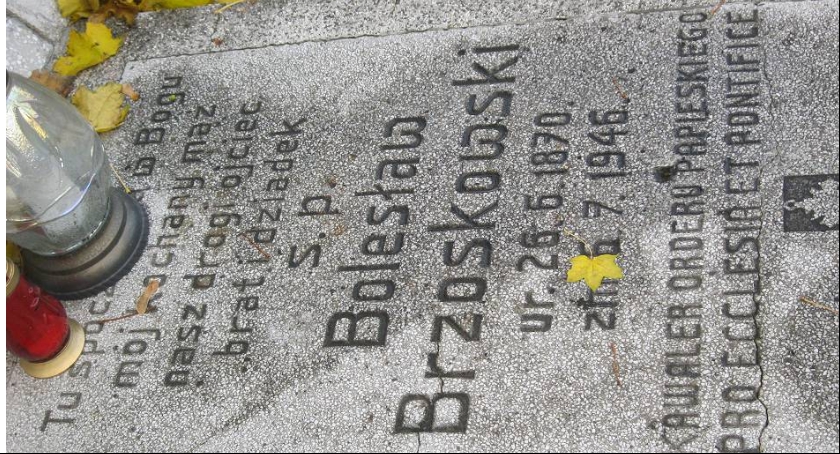 Tu w Bogu
mój kochany mąż
nasz drogi ojciec
brat i dziadek
ś.p.
Bolesław
Brzoskowski
ur. 26.6.1870.
zm. 7. 1946.
KAWALER ORDERU PAPIESKIEGO
PRO ECCLESIA ET PONTIFICE